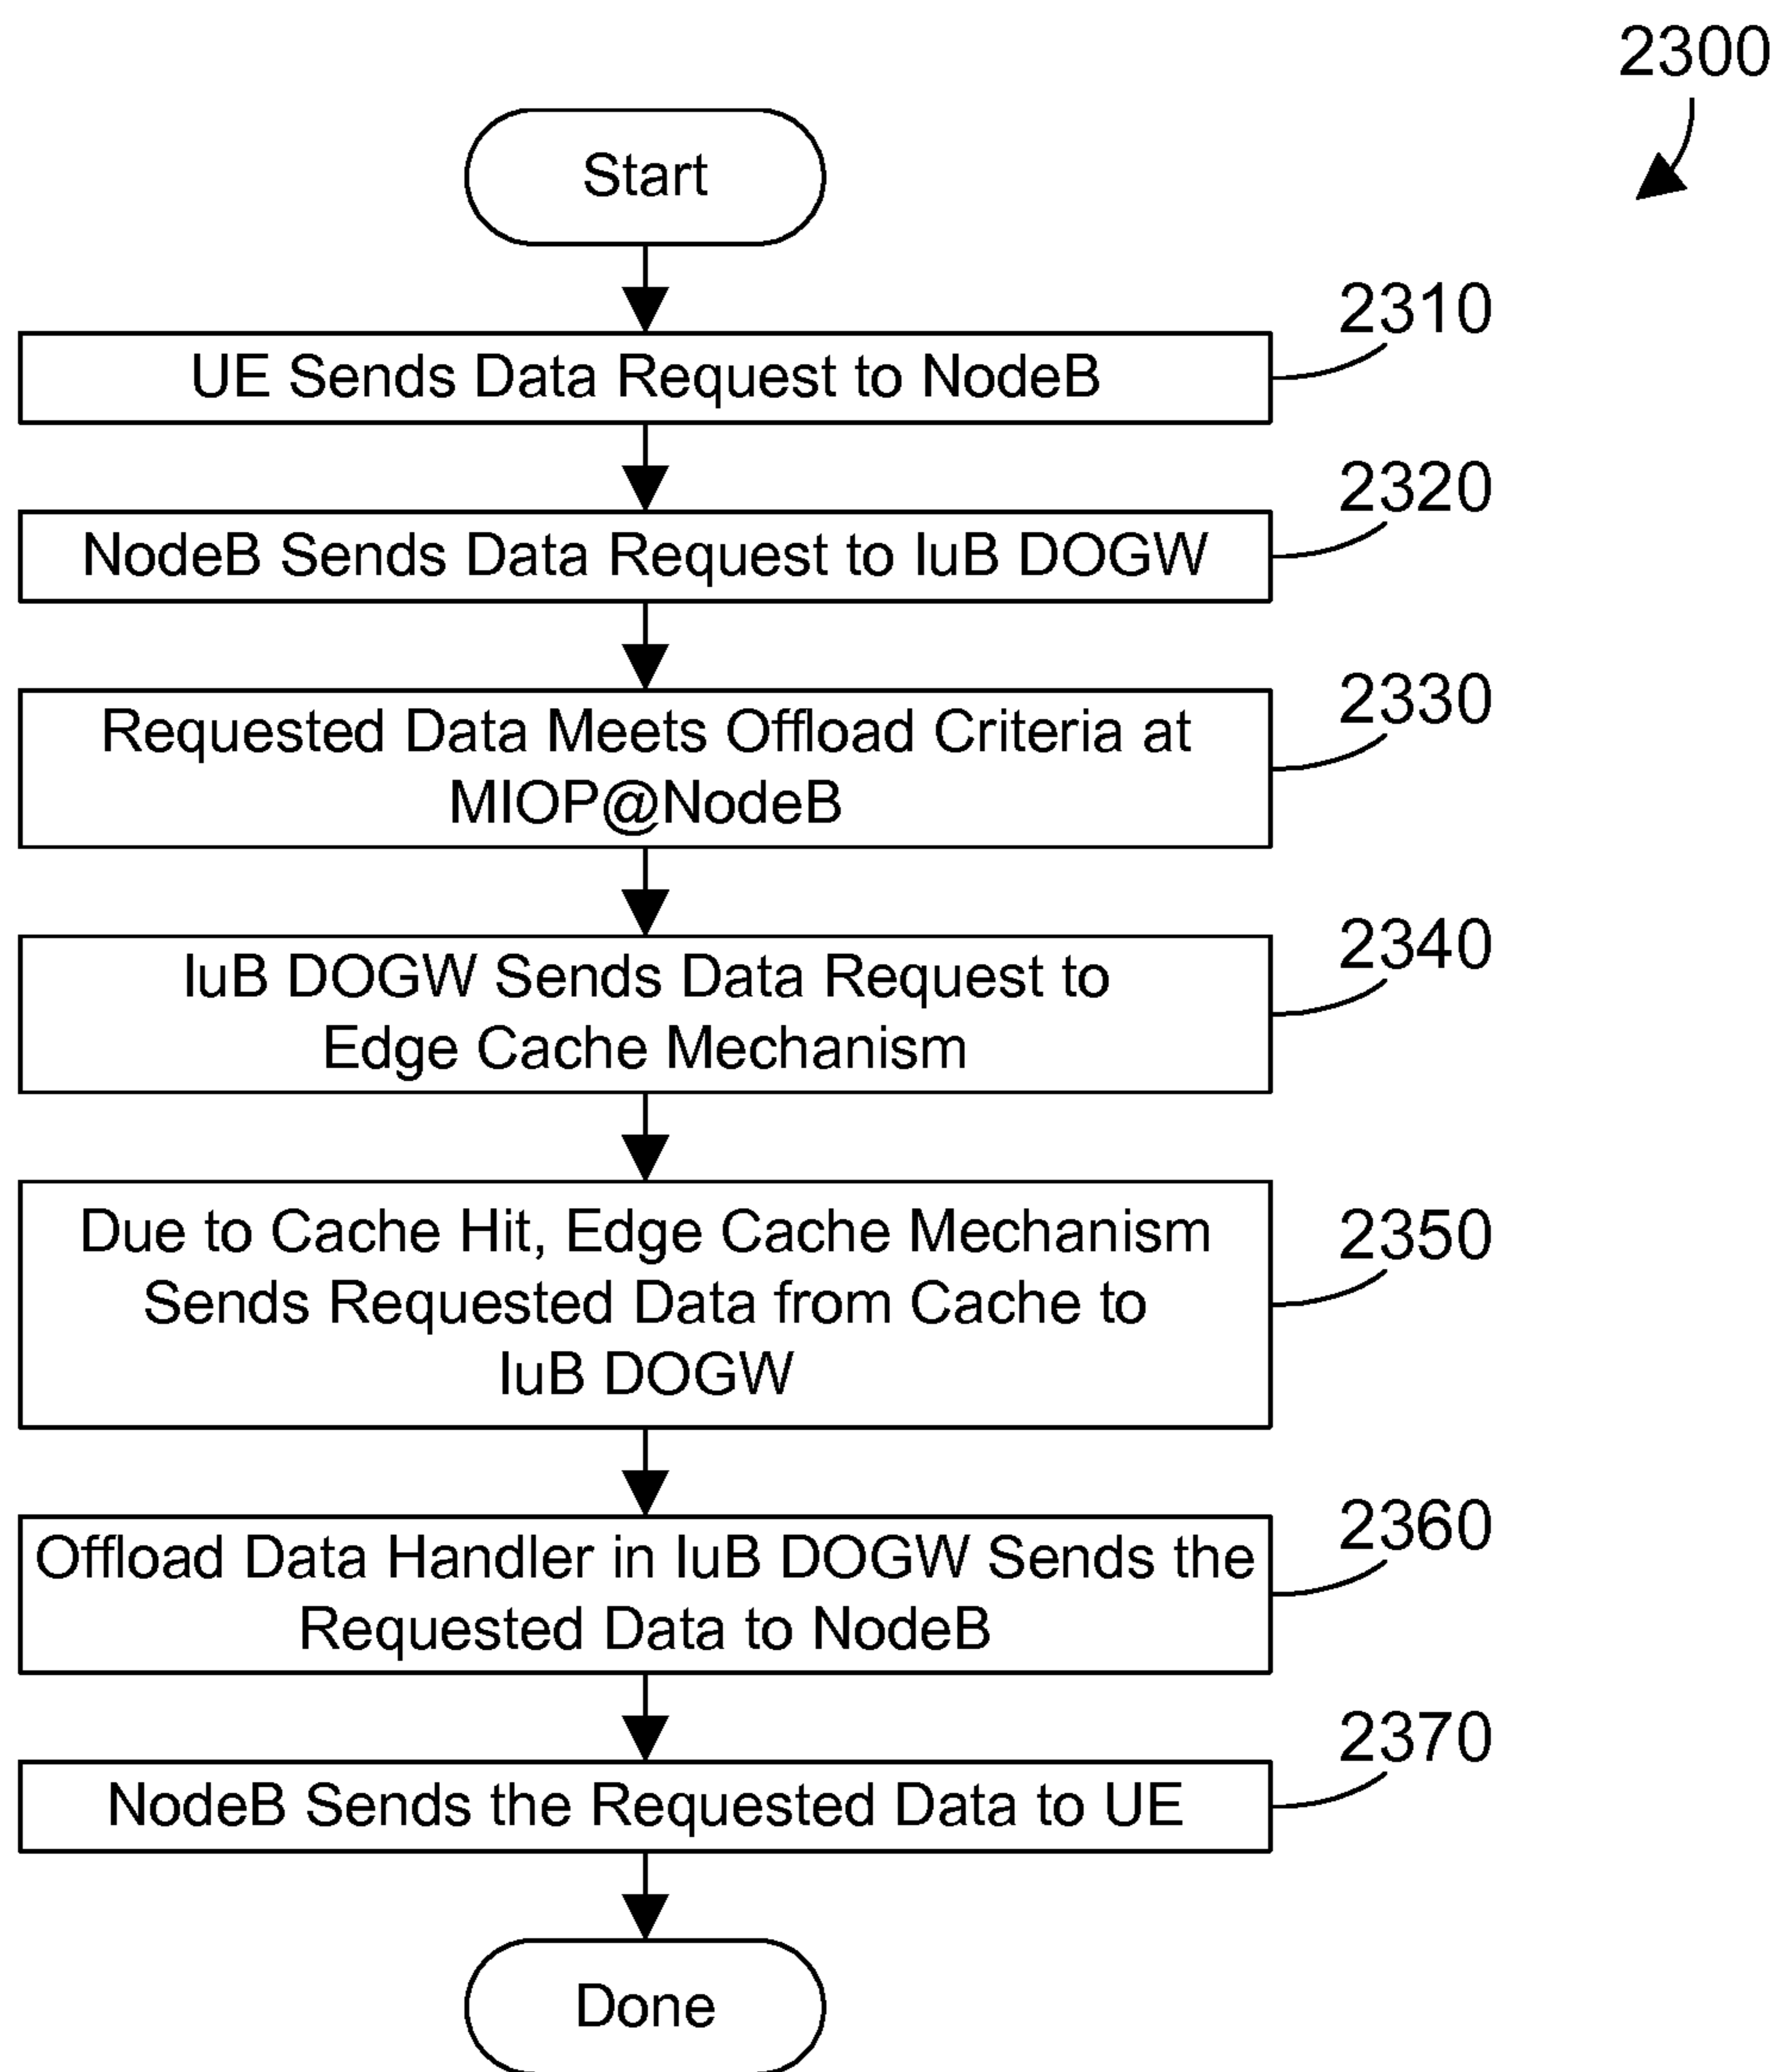 2300
Start
2310
UE Sends Data Request to NodeB
2320
NodeB Sends Data Request to IuB DOGW
2330
Requested Data Meets Offload Criteria at
MIOP@NodeB
2340
IuB DOGW Sends Data Request to
Edge Cache Mechanism
2350
Due to Cache Hit, Edge Cache Mechanism
Sends Requested Data from Cache to
IuB DOGW
2360
Offload Data Handler in IuB DOGW Sends the
Requested Data to NodeB
2370
NodeB Sends the Requested Data to UE
Done